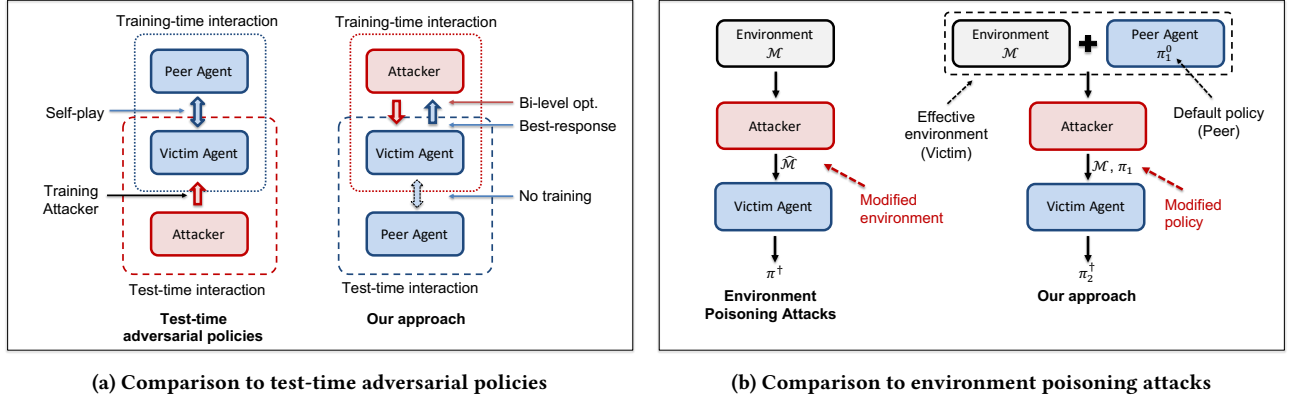 Training-time interaction
Peer Agent
Self-play
Victim Agent
Training
Attacker
Attacker
Test-time interaction
Test-time
adversarial policies
Training-time interaction
Attacker
Bi-level opt.
Best-response
Victim Agent
No training
Peer Agent
Test-time interaction
Our approach
(a) Comparison to test-time adversarial policies
Environment
ℳ
Attacker
ℳ̂
Modified
environment
Victim Agent
π†
Environment
Poisoning Attacks
Environment
ℳ
+
Peer Agent
π₁⁰
Effective
environment
(Victim)
Default policy
(Peer)
Attacker
ℳ, π₁
Modified
policy
Victim Agent
π₂†
Our approach
(b) Comparison to environment poisoning attacks